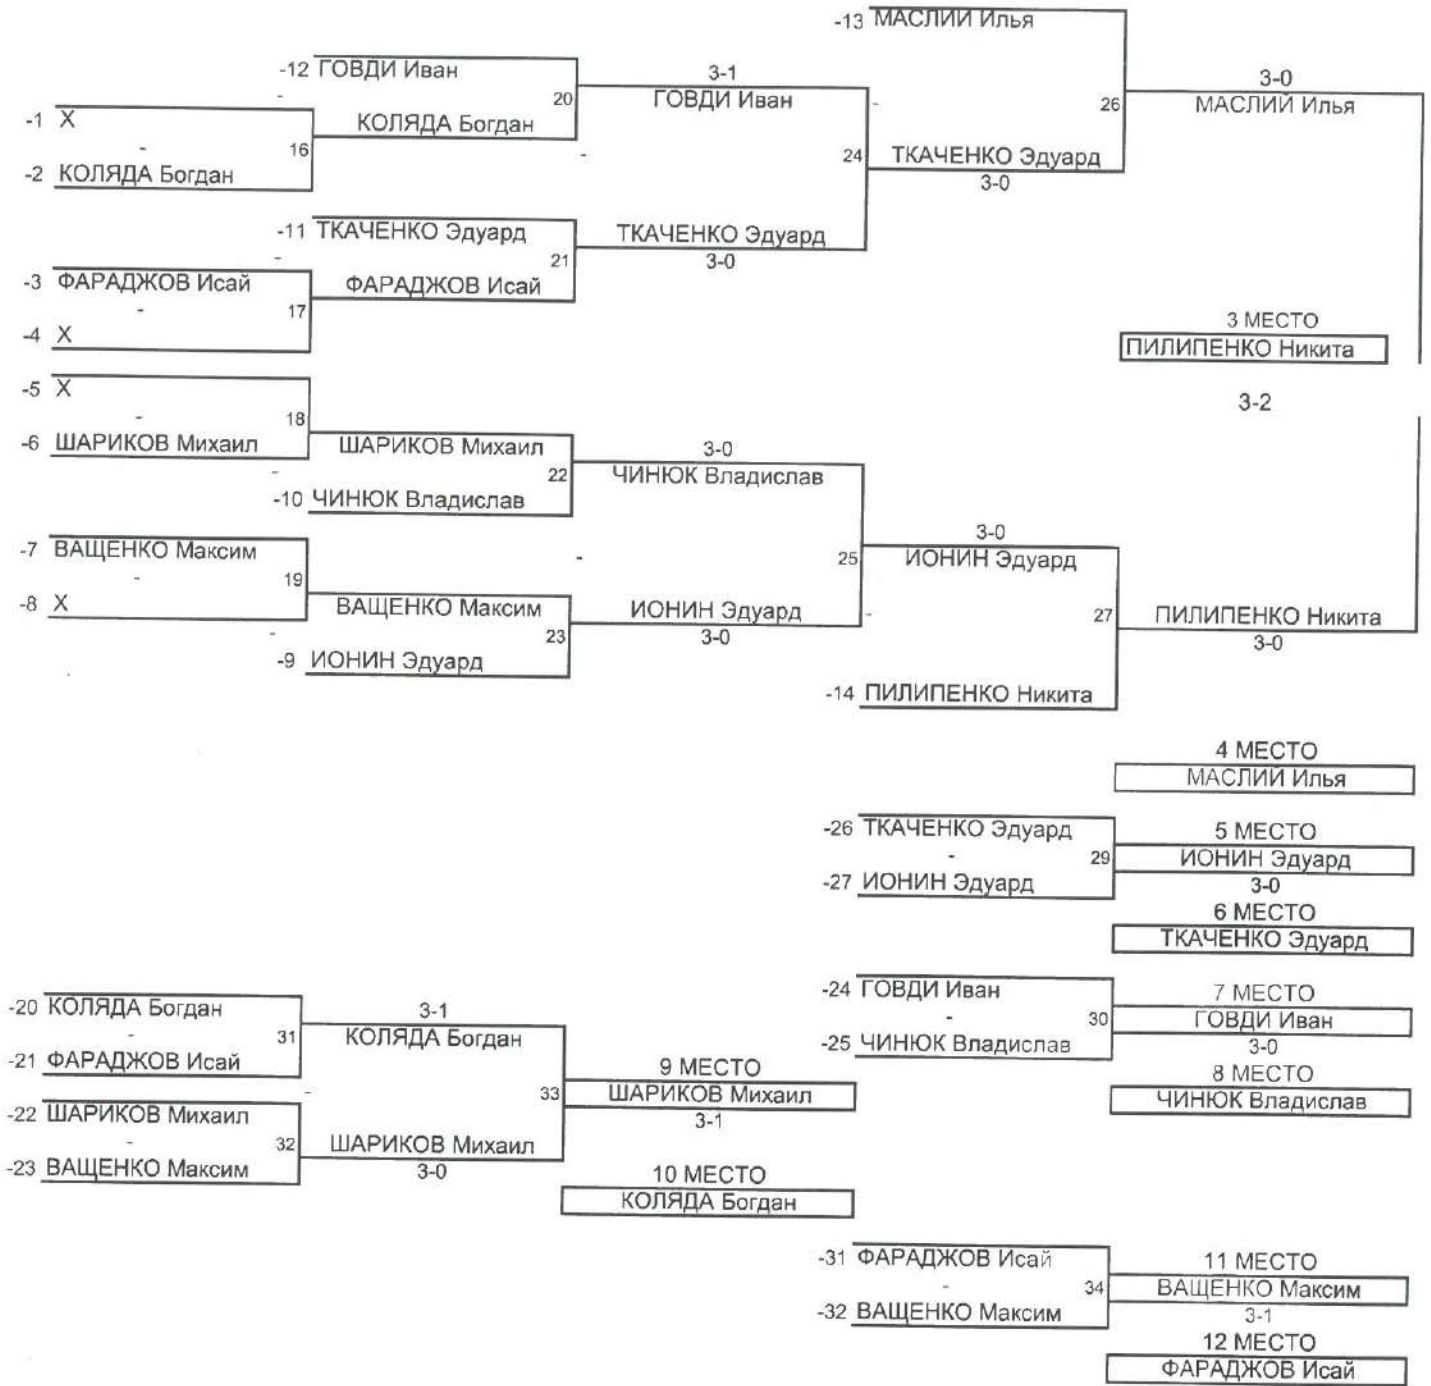 -13 МАСЛИЙ Илья
-12 ГОВДИ Иван
3-1
3-0
20
ГОВДИ Иван
26
МАСЛИЙ Илья
-1 X
КОЛЯДА Богдан
16
24
ТКАЧЕНКО Эдуард
-2 КОЛЯДА Богдан
3-0
-11 ТКАЧЕНКО Эдуард
ТКАЧЕНКО Эдуард
21
3-0
-3 ФАРАДЖОВ Исай
ФАРАДЖОВ Исай
17
3 МЕСТО
-4 X
ПИЛИПЕНКО Никита
-5 X
3-2
18
-6 ШАРИКОВ Михаил
ШАРИКОВ Михаил
3-0
22
ЧИНЮК Владислав
-10 ЧИНЮК Владислав
3-0
-7 ВАЩЕНКО Максим
25
ИОНИН Эдуард
19
-8 X
ВАЩЕНКО Максим
ИОНИН Эдуард
27
ПИЛИПЕНКО Никита
23
3-0
3-0
-9 ИОНИН Эдуард
-14 ПИЛИПЕНКО Никита
4 МЕСТО
МАСЛИЙ Илья
-26 ТКАЧЕНКО Эдуард
5 МЕСТО
29
ИОНИН Эдуард
-27 ИОНИН Эдуард
3-0
6 МЕСТО
ТКАЧЕНКО Эдуард
-20 КОЛЯДА Богдан
3-1
-24 ГОВДИ Иван
7 МЕСТО
31
КОЛЯДА Богдан
30
ГОВДИ Иван
-21 ФАРАДЖОВ Исай
-25 ЧИНЮК Владислав
3-0
9 МЕСТО
8 МЕСТО
33
ШАРИКОВ Михаил
ЧИНЮК Владислав
-22 ШАРИКОВ Михаил
3-1
32
ШАРИКОВ Михаил
-23 ВАЩЕНКО Максим
3-0
10 МЕСТО
КОЛЯДА Богдан
-31 ФАРАДЖОВ Исай
11 МЕСТО
34
ВАЩЕНКО Максим
-32 ВАЩЕНКО Максим
3-1
12 МЕСТО
ФАРАДЖОВ Исай